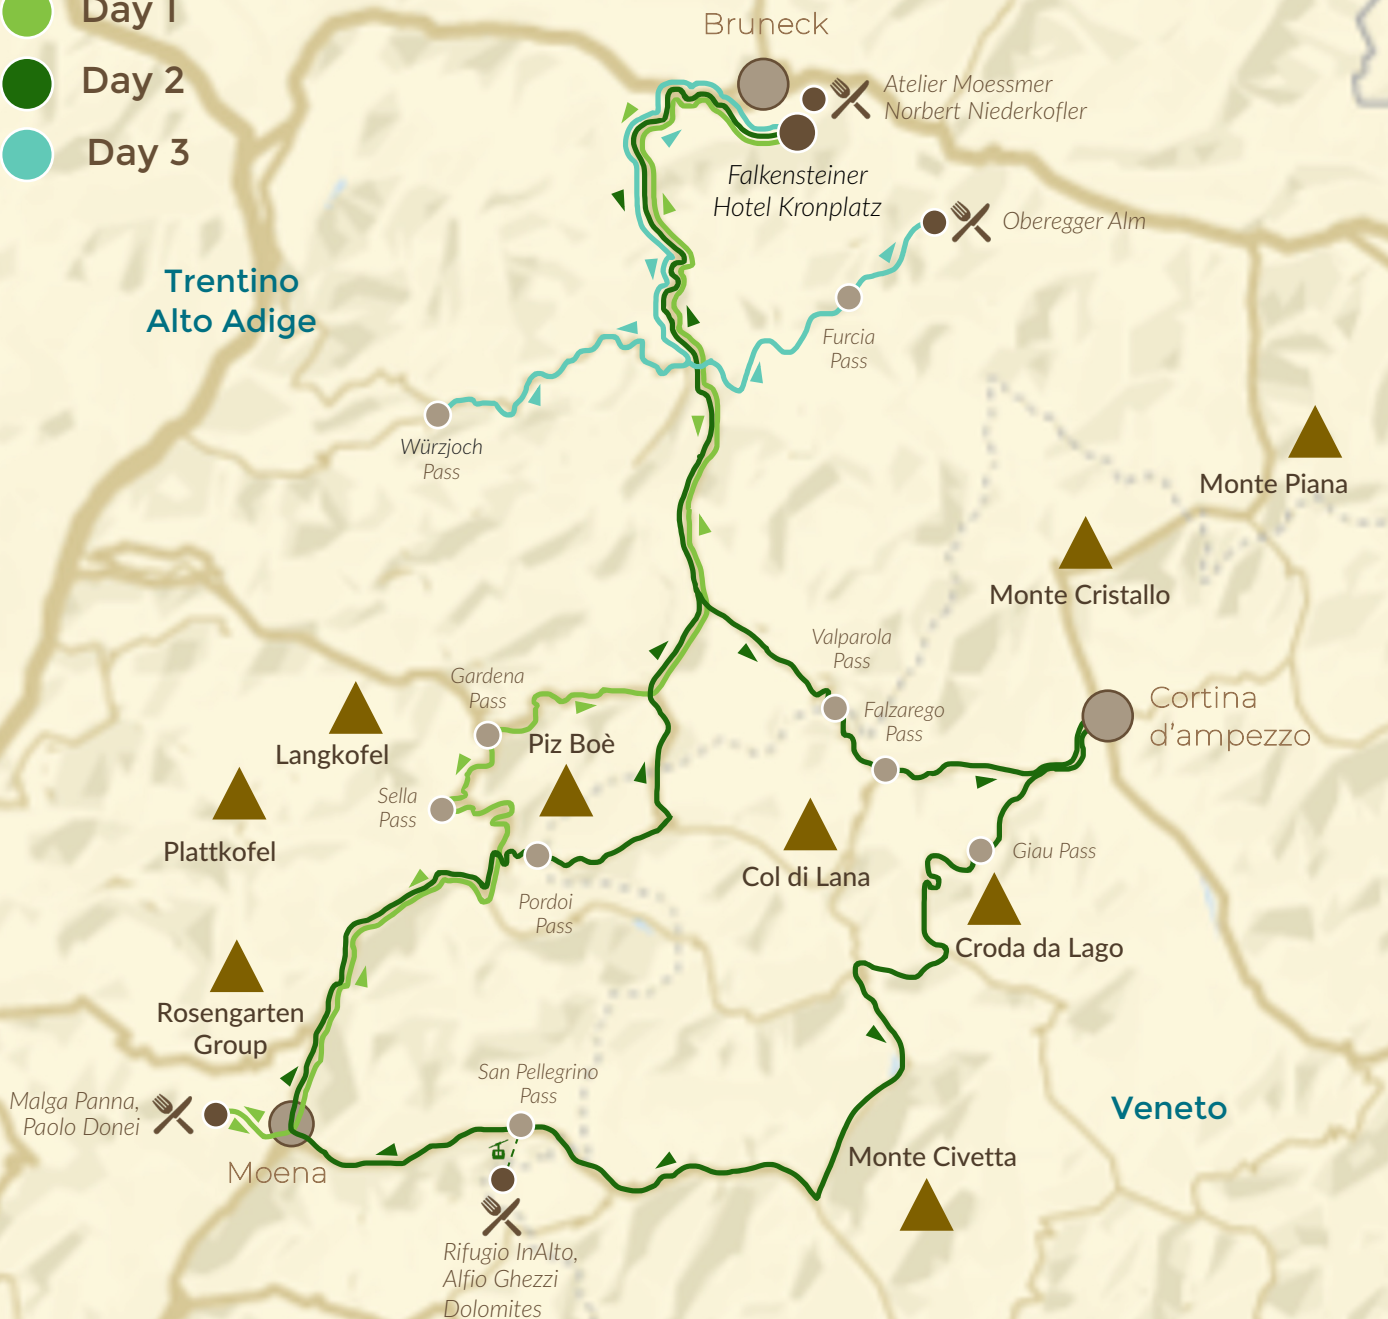 Day 1
Day 2
Day 3
Bruneck
Atelier Moessmer
Norbert Niederkofler
Falkensteiner
Hotel Kronplatz
Oberegger Alm
Trentino
Alto Adige
Furcia
Pass
Würzjoch
Pass
Monte Piana
Monte Cristallo
Valparola
Pass
Gardena
Pass
Falzarego
Pass
Cortina
d'ampezzo
Langkofel
Piz Boè
Sella
Pass
Plattkofel
Col di Lana
Giau Pass
Pordoi
Pass
Croda da Lago
Rosengarten
Group
San Pellegrino
Pass
Malga Panna,
Paolo Donei
Veneto
Moena
Monte Civetta
Rifugio InAlto,
Alfio Ghezzi
Dolomites